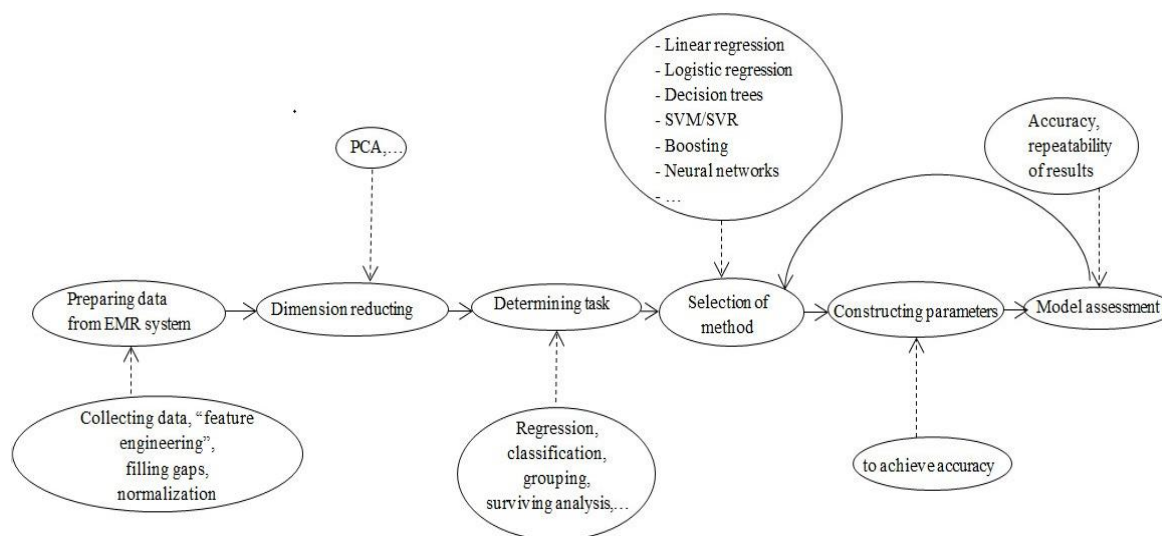 - Linear regression
- Logistic regression
- Decision trees
- SVM/SVR
- Boosting
- Neural networks
- ...
Accuracy,
repeatability
of results
PCA,...
Preparing data
from EMR system
Dimension reducting
Determining task
Selection of
method
Constructing parameters
Model assessment
Collecting data, “feature
engineering”,
filling gaps,
normalization
Regression,
classification,
grouping,
surviving analysis,...
to achieve accuracy